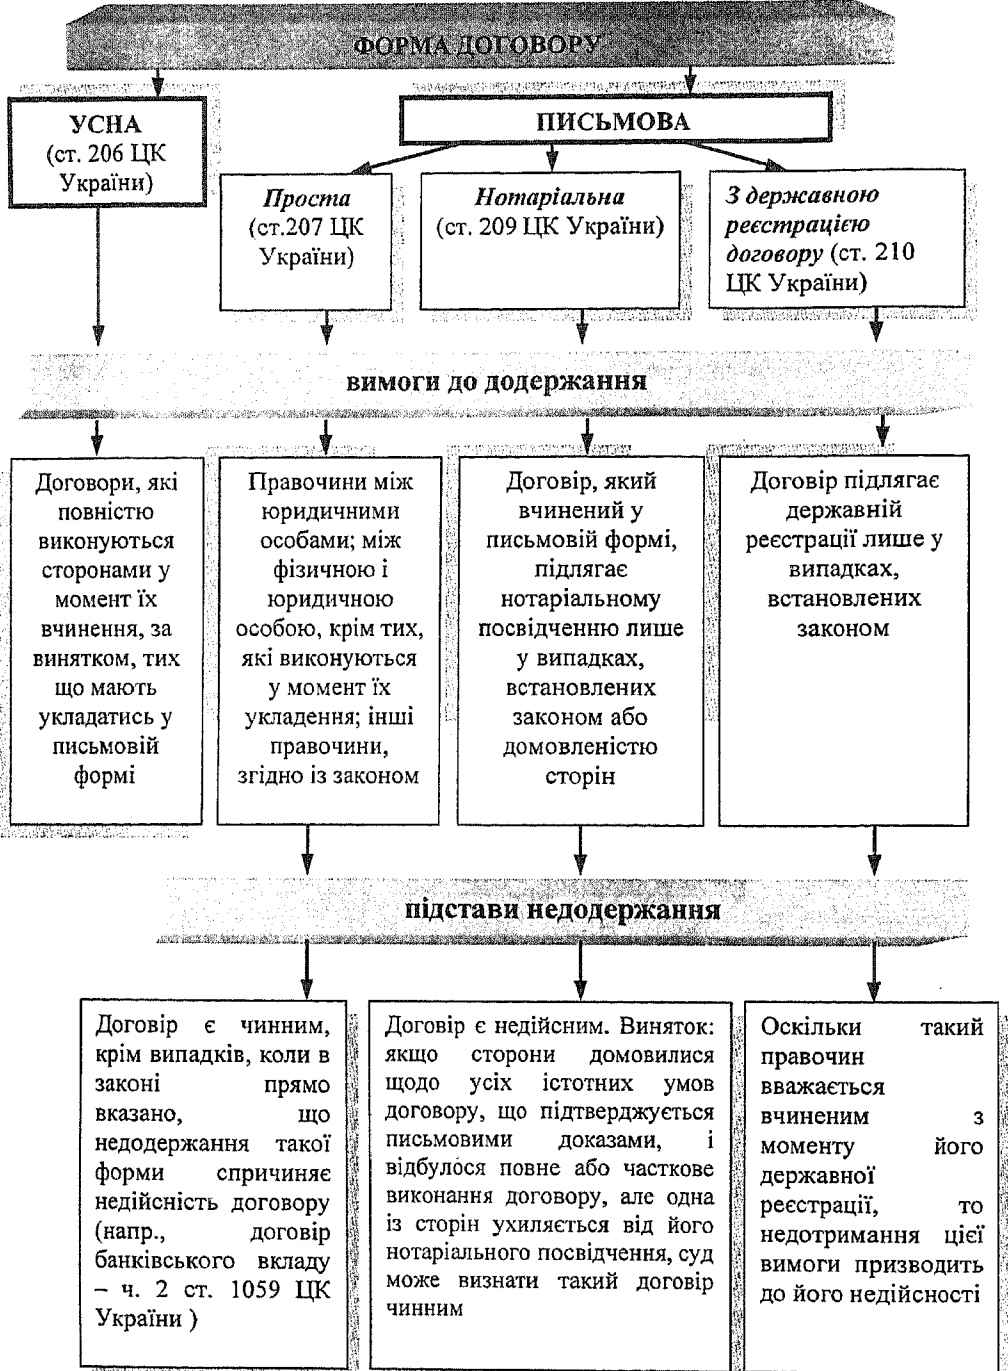 ФОРМА ДОГОВОРУ
УСНА
(ст. 206 ЦК
України)
ПИСЬМОВА
Проста
(ст.207 ЦК
України)
Нотаріальна
(ст. 209 ЦК України)
З державною
реєстрацією
договору (ст. 210
ЦК України)
вимоги до додержання
Договори, які
повністю
виконуються
сторонами у
момент їх
вчинення, за
винятком, тих
що мають
укладатись у
письмовій
формі
Правочини між
юридичними
особами; між
фізичною і
юридичною
особою, крім тих,
які виконуються
у момент їх
укладення; інші
правочини,
згідно із законом
Договір, який
вчинений у
письмовій формі,
підлягає
нотаріальному
посвідченню лише
у випадках,
встановлених
законом або
домовленістю
сторін
Договір підлягає
державній
реєстрації лише у
випадках,
встановлених
законом
підстави недодержання
Договір є чинним,
крім випадків, коли в
законі прямо
вказано, що
недодержання такої
форми спричиняє
недійсність договору
(напр., договір
банківського вкладу
– ч. 2 ст. 1059 ЦК
України )
Договір є недійсним. Виняток:
якщо сторони домовилися
щодо усіх істотних умов
договору, що підтверджується
письмовими доказами, і
відбулося повне або часткове
виконання договору, але одна
із сторін ухиляється від його
нотаріального посвідчення, суд
може визнати такий договір
чинним
Оскільки такий
правочин
вважається
вчиненим з
моменту його
державної
реєстрації, то
недотримання цієї
вимоги призводить
до його недійсності